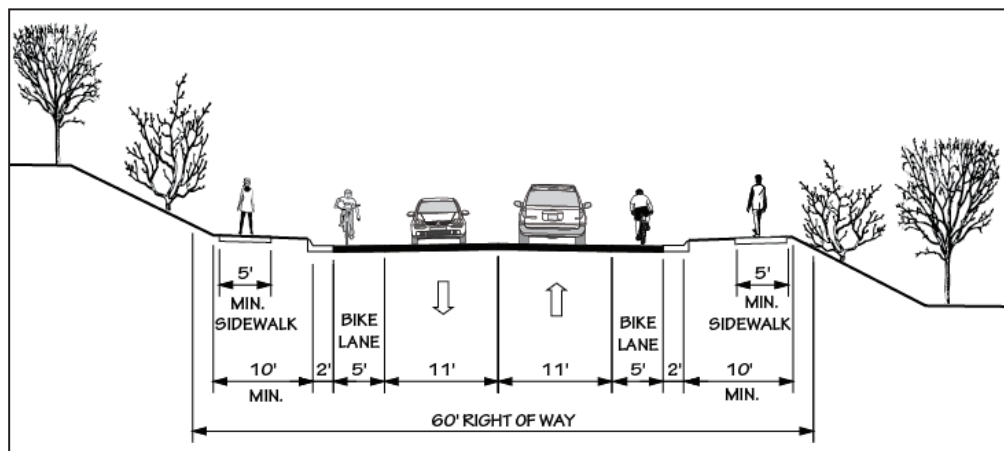 5'
MIN.
SIDEWALK
BIKE
LANE
BIKE
LANE
5'
MIN.
SIDEWALK
10'
MIN.
2'
5'
11'
11'
5'
2'
10'
MIN.
60' RIGHT OF WAY